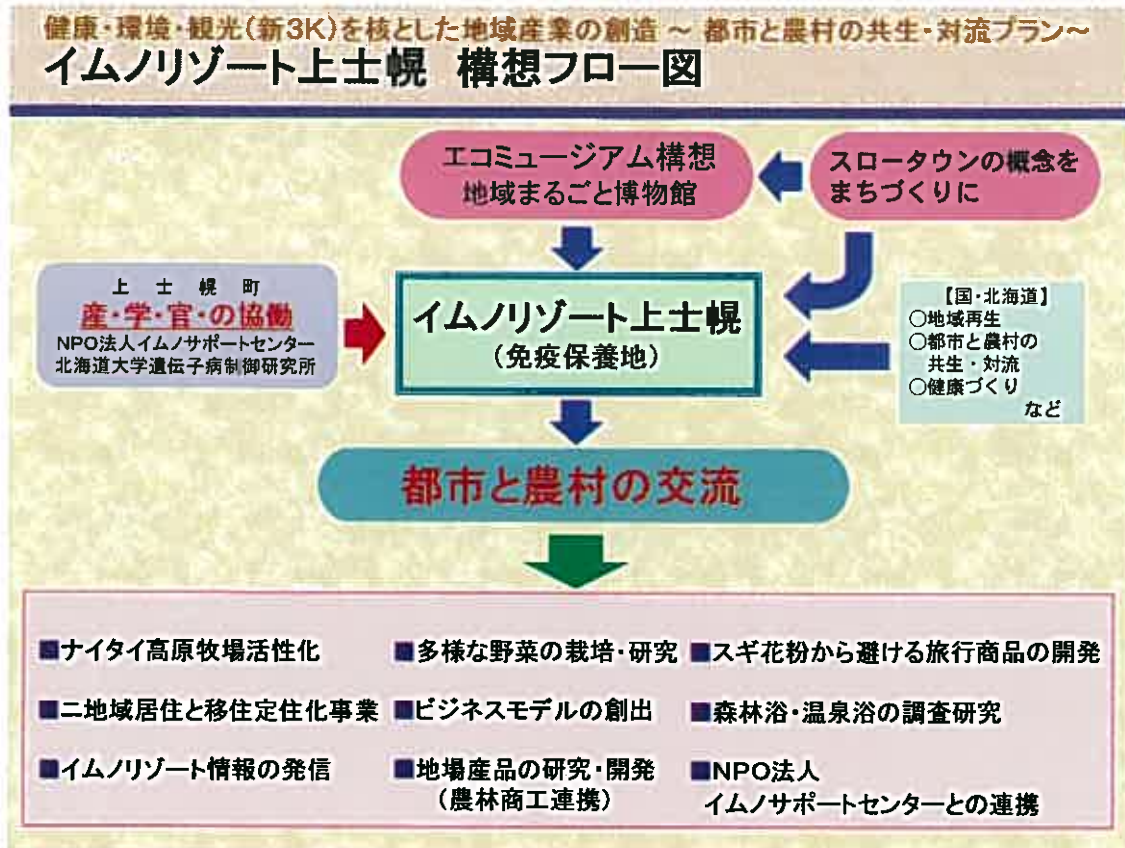 健康・環境・観光(新3K)を核とした地域産業の創造 ～ 都市と農村の共生・対流プラン～
イムノリゾート上士幌 構想フロー図
エコミュージアム構想
地域まるごと博物館
スロータウンの概念を
まちづくりに
上士幌町
産・学・官・の協働
NPO法人イムノサポートセンター
北海道大学遺伝子病制御研究所
イムノリゾート上士幌
(免疫保養地)
【国・北海道】
○地域再生
○都市と農村の
共生・対流
○健康づくり
など
都市と農村の交流
■ナイタイ高原牧場活性化
■多様な野菜の栽培・研究
■スギ花粉から避ける旅行商品の開発
■二地域居住と移住定住化事業
■ビジネスモデルの創出
■森林浴・温泉浴の調査研究
■イムノリゾート情報の発信
■地場産品の研究・開発
(農林商工連携)
■NPO法人
イムノサポートセンターとの連携